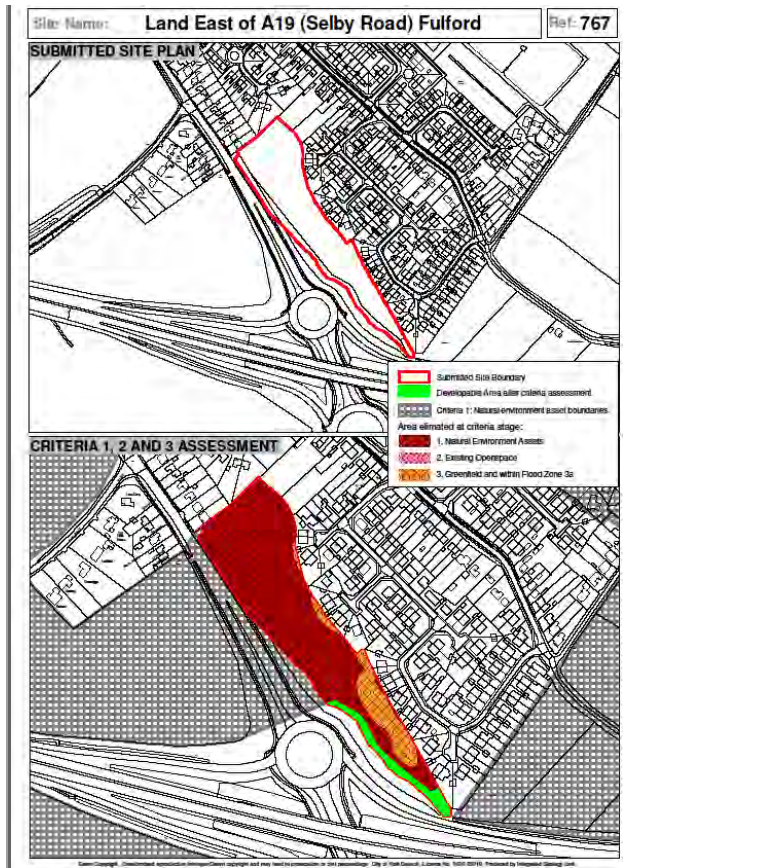 Site Name: Land East of A19 (Selby Road) Fulford Ref: 767
SUBMITTED SITE PLAN
Submitted Site Boundary
Developable Area after criteria assessment
Criteria 1: Natural environment asset boundaries
Area elimated at criteria stage:
1, Natural Environment Assets
2, Existing Openspace
3, Greenfield and within Flood Zone 3a
CRITERIA 1, 2 AND 3 ASSESSMENT